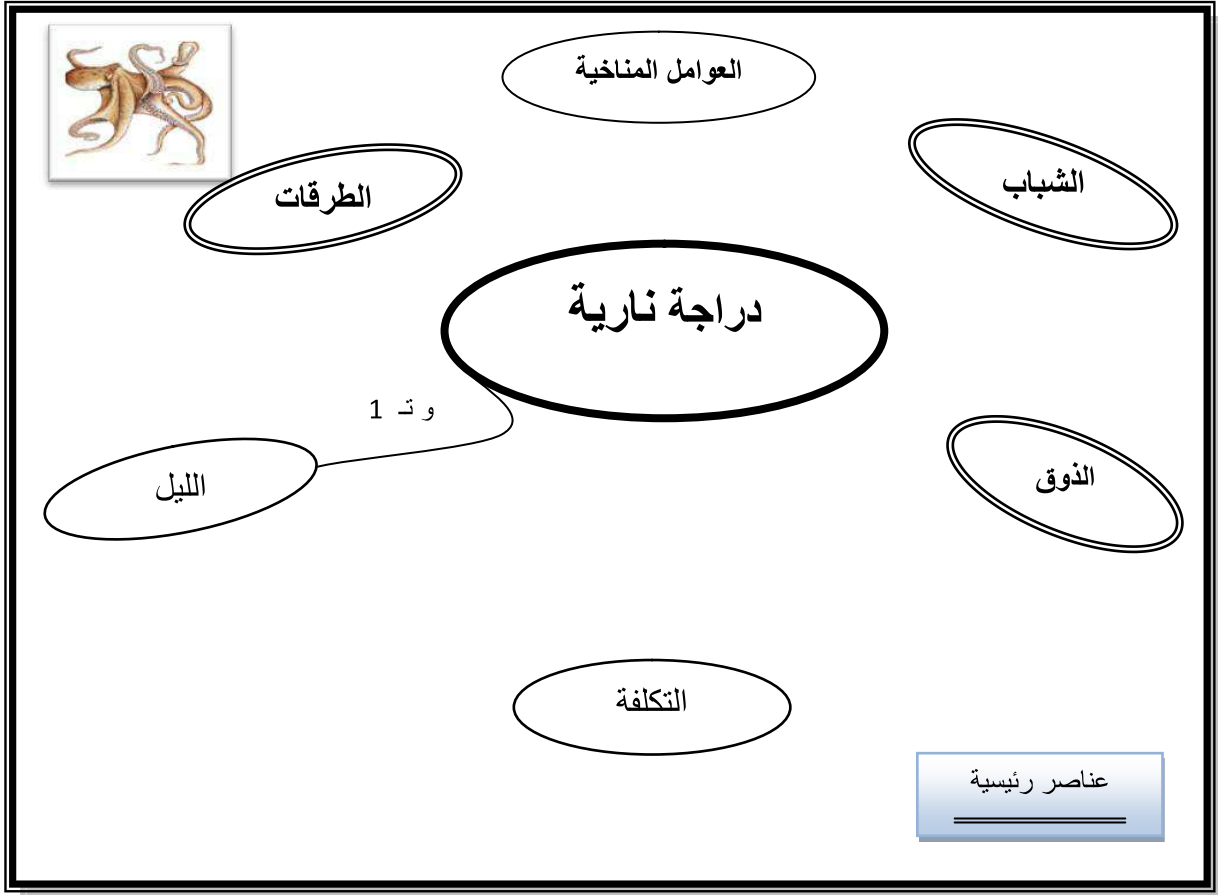 العوامل المناخية
الشباب
الطرقات
دراجة نارية
و تـ 1
الذوق
الليل
التكلفة
عناصر رئيسية